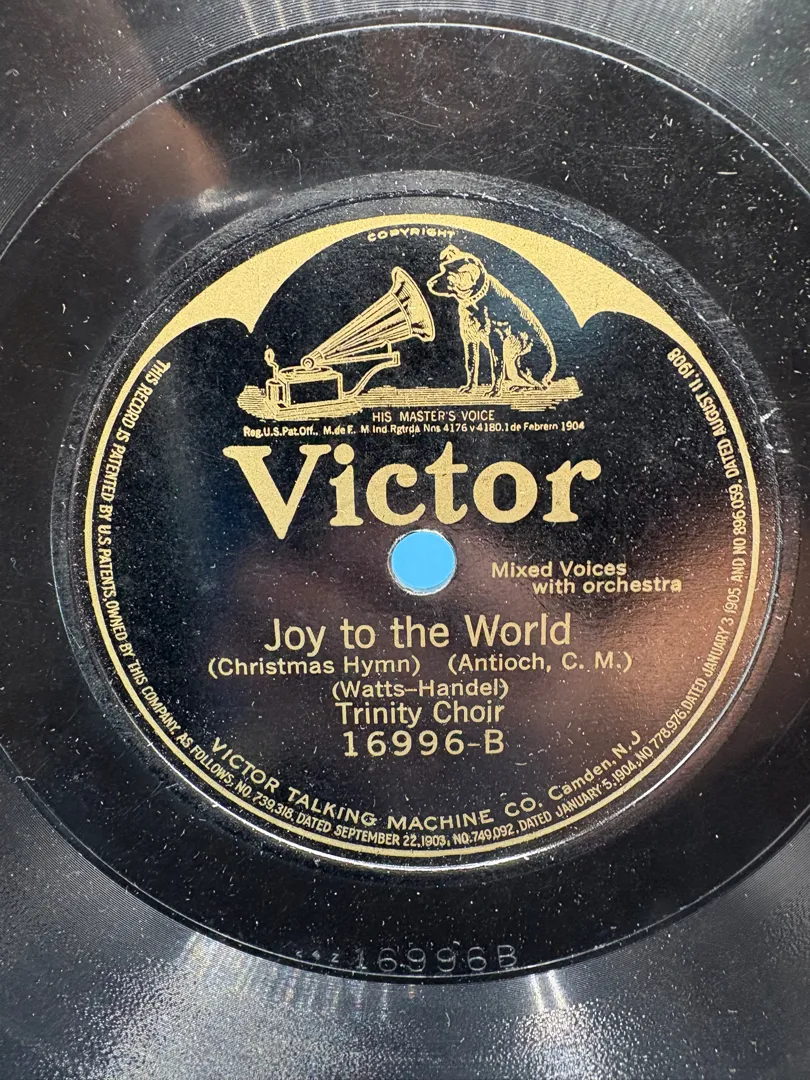 COPYRIGHT
HIS MASTER'S VOICE
Reg.U.S.Pat.Off., M.de F. M Ind Rgtrda Nns 4176 y 4180.1 de Febrern 1904
Victor
Mixed Voices
with orchestra
Joy to the World
(Christmas Hymn) (Antioch, C. M.)
(Watts–Handel)
Trinity Choir
16996-B
VICTOR TALKING MACHINE CO. Camden, N. J
THIS RECORD IS PATENTED BY U.S. PATENTS, OWNED BY THIS COMPANY, AS FOLLOWS, NO. 739,318, DATED SEPTEMBER 22, 1903, NO. 749,092, DATED JANUARY 5, 1904, NO 778,976, DATED JANUARY 3 1905, AND NO 896,059, DATED AUGUST 11, 1908
16996B